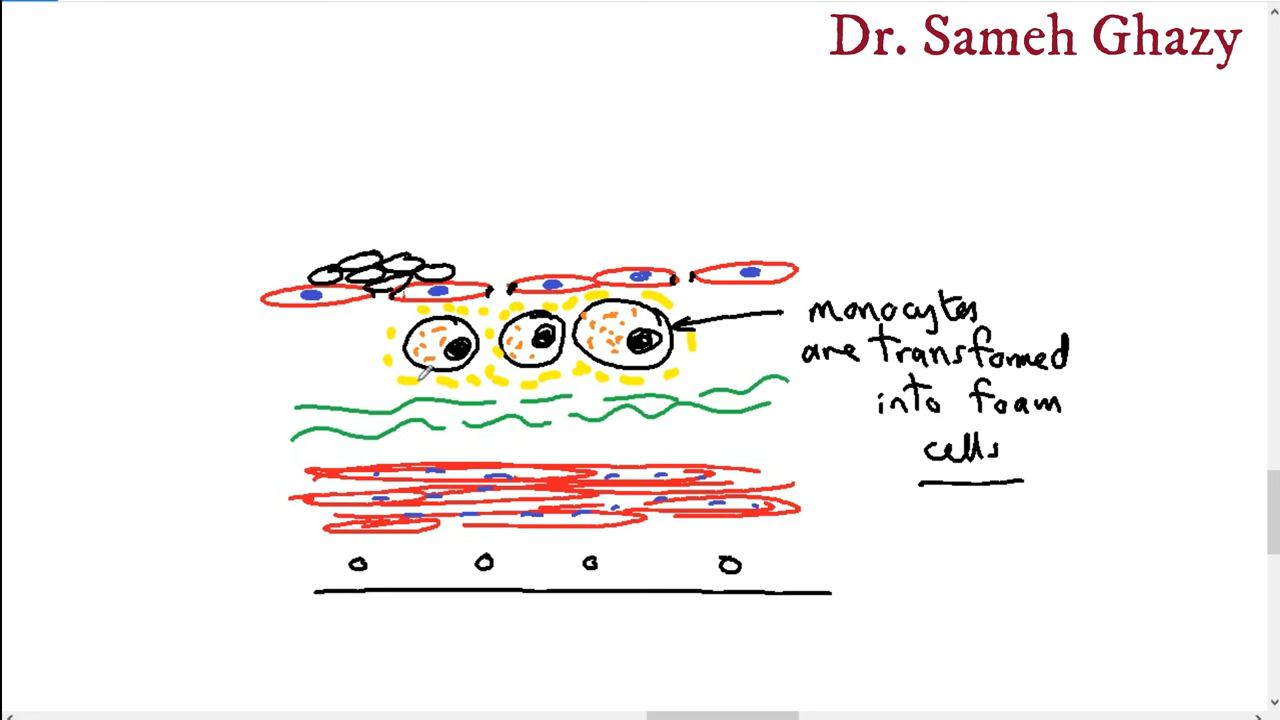 Dr. Sameh Ghazy
monocytes
are transformed
into foam
cells